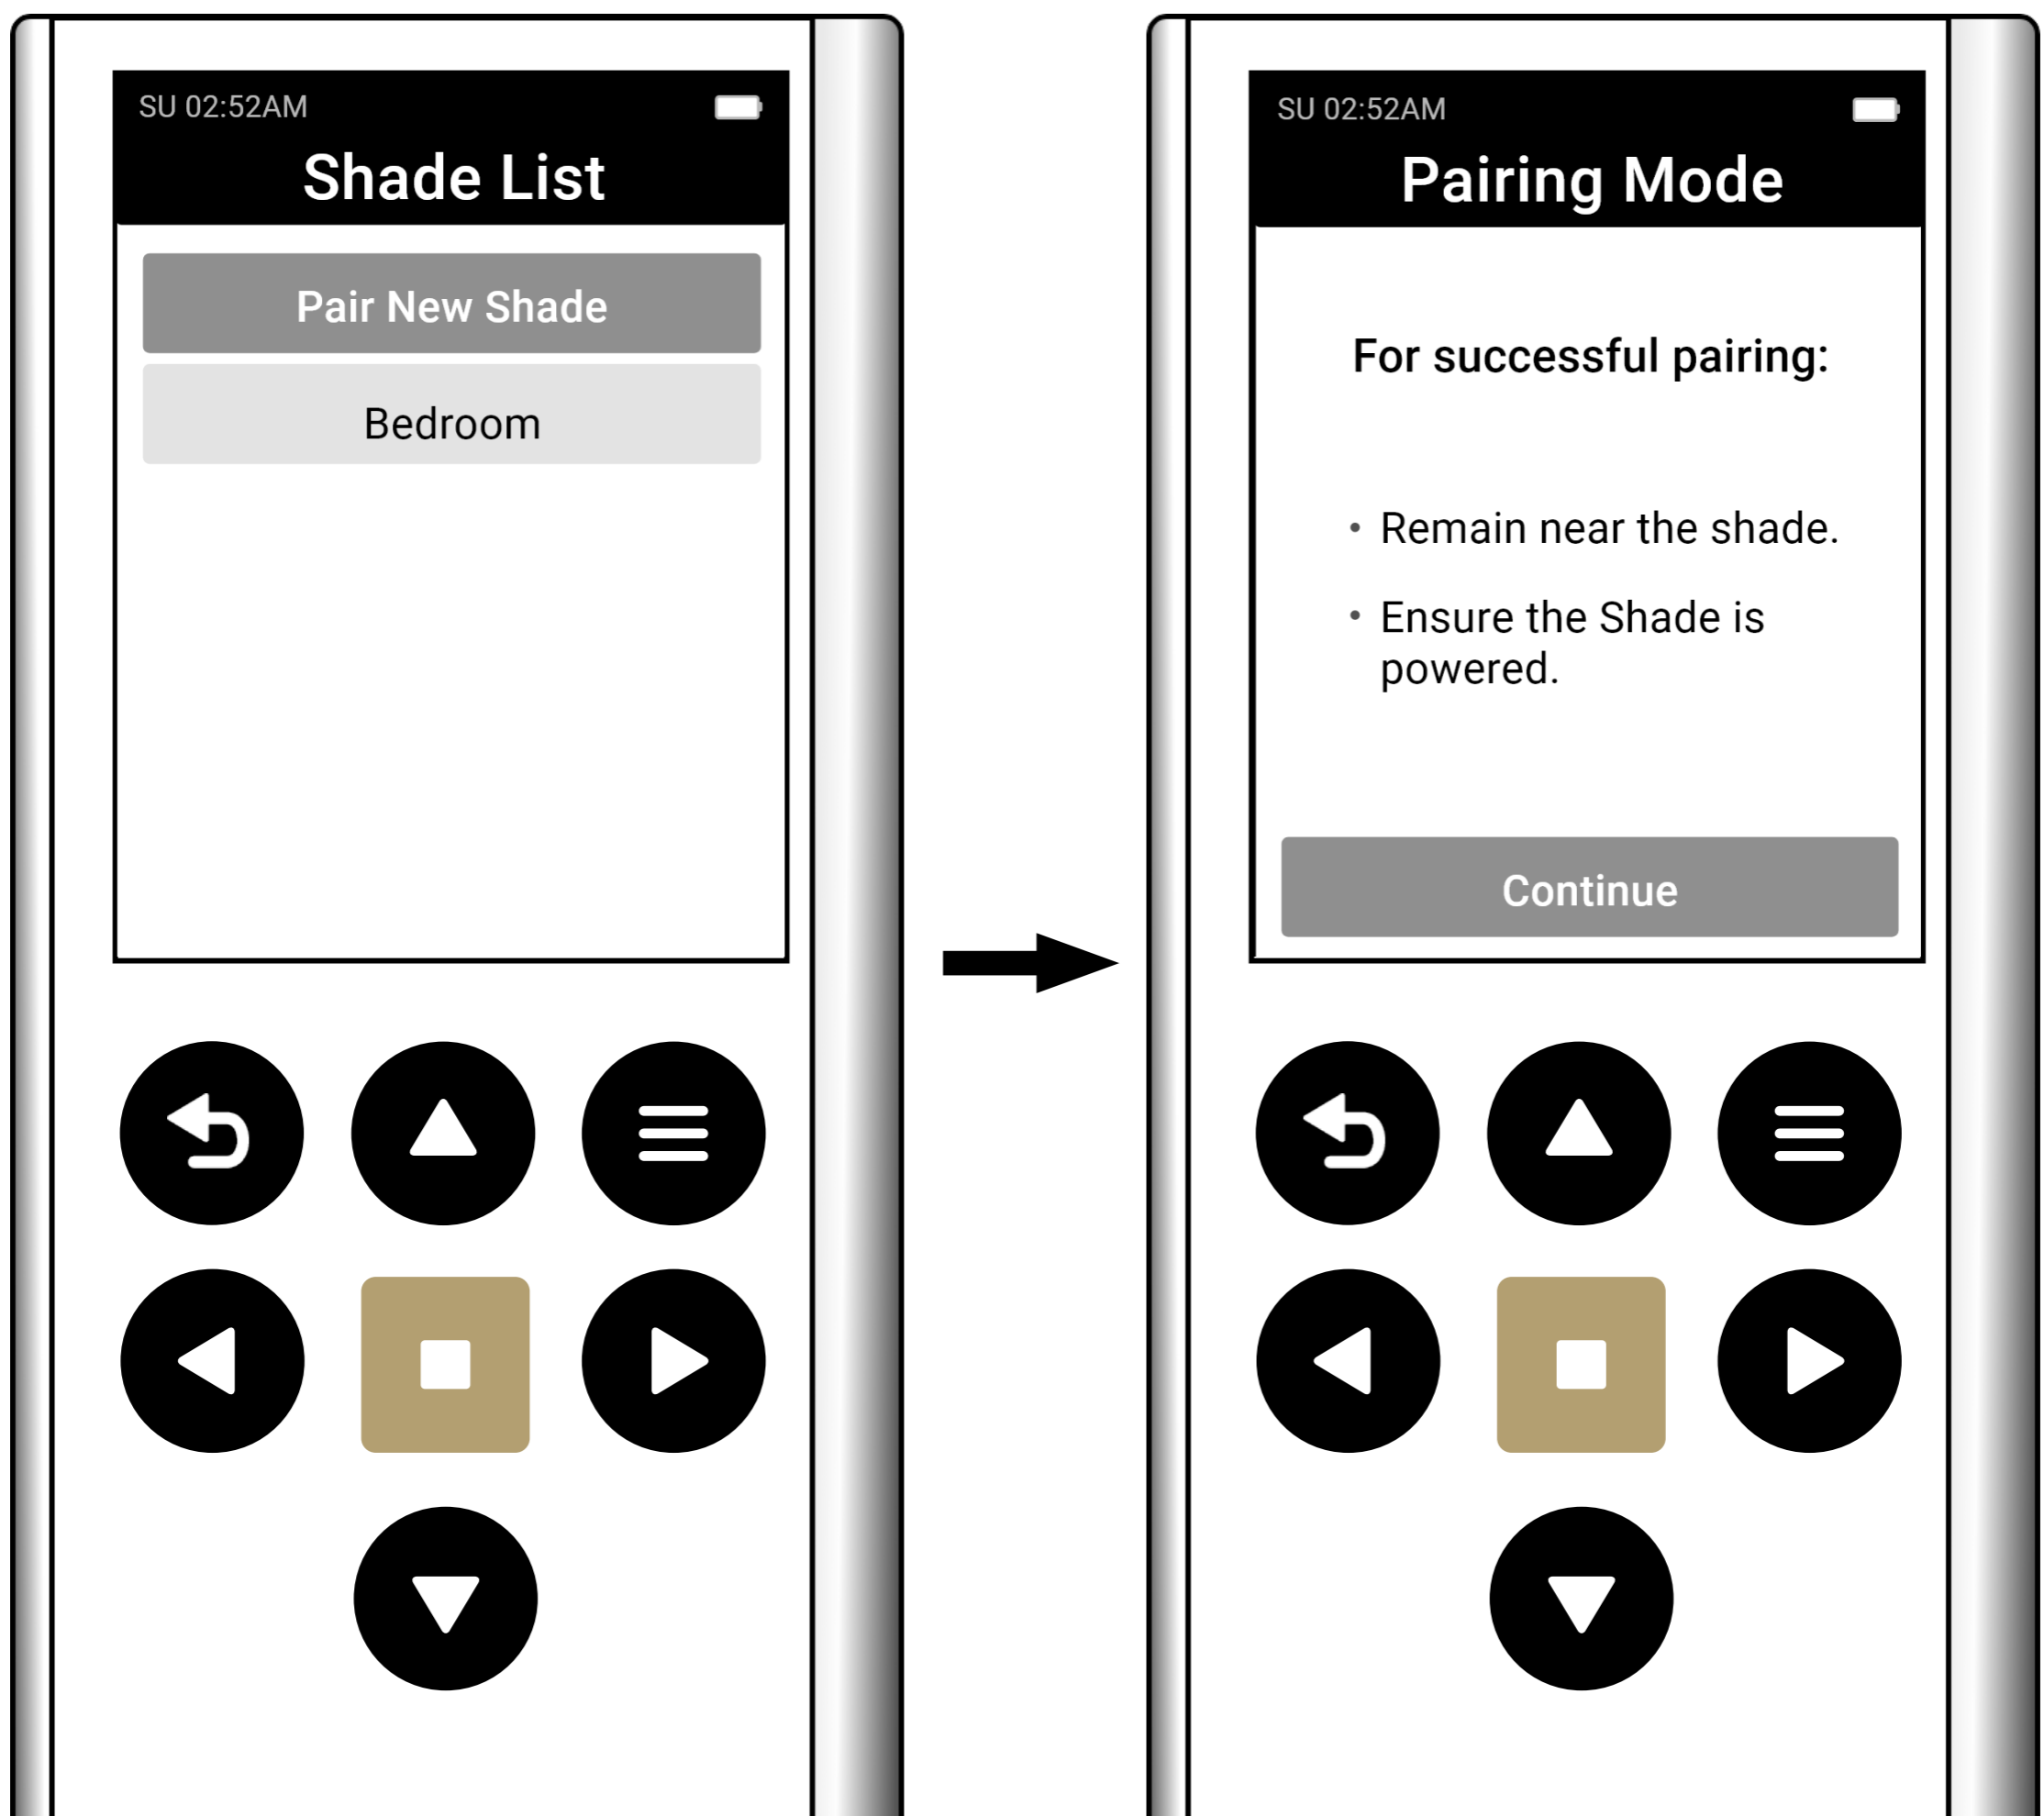 SU 02:52AM
Shade List
Pair New Shade
Bedroom
SU 02:52AM
Pairing Mode
For successful pairing:
• Remain near the shade.
• Ensure the Shade is
powered.
Continue